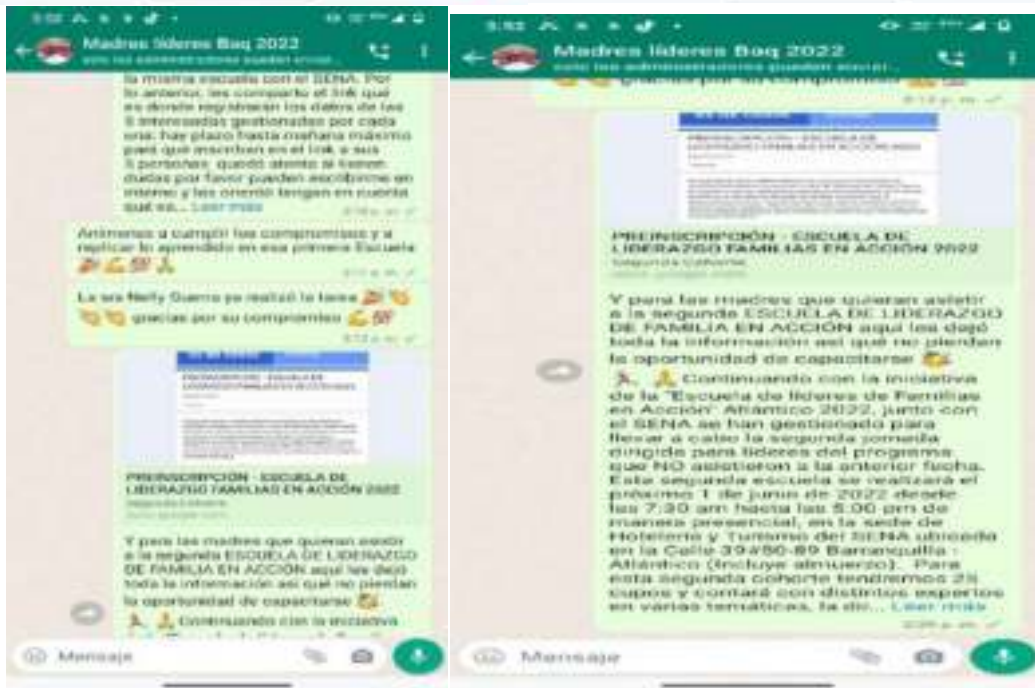 Madres líderes Baq 2022
la misma escuela con el SENA. Por
lo anterior, les comparto el link que
es donde registrarán los datos de las
3 interesadas gestionadas por cada
una: hay plazo hasta mañana máximo
para que inscriban en el link a sus
3 personas, quedó atento si tienen
dudas por favor pueden escribirme en
interno y las orientó tengan en cuenta
qué es... Leer más
Anímenos a cumplir los compromisos y a
replicar lo aprendido en esa primera Escuela
🎉💪💯🙏
La sra Nelly Guerra ya realizó la tarea 🎉👏
👏👏 gracias por su compromiso 💪💯
PREINSCRIPCIÓN - ESCUELA DE
LIDERAZGO FAMILIAS EN ACCIÓN 2022
Segunda Cohorte
Y para las madres que quieran asistir
a la segunda ESCUELA DE LIDERAZGO
DE FAMILIA EN ACCIÓN aquí les dejó
toda la información así que no pierdan
la oportunidad de capacitarse
Continuando con la iniciativa
Mensaje
Madres líderes Baq 2022
solo los administradores pueden enviar...
gracias por su compromiso
PREINSCRIPCIÓN - ESCUELA DE
LIDERAZGO FAMILIAS EN ACCIÓN 2022
Segunda Cohorte
Y para las madres que quieran asistir
a la segunda ESCUELA DE LIDERAZGO
DE FAMILIA EN ACCIÓN aquí les dejó
toda la información así que no pierdan
la oportunidad de capacitarse
Continuando con la iniciativa
de la "Escuela de líderes de Familias
en Acción" Atlántico 2022, junto con
el SENA se han gestionado para
llevar a cabo la segunda jornada
dirigida para líderes del programa
que NO asistieron a la anterior fecha.
Esta segunda escuela se realizará el
próximo 1 de junio de 2022 desde
las 7:30 am hasta las 5:00 pm de
manera presencial, en la sede de
Hotelería y Turismo del SENA ubicada
en la Calle 39#50-89 Barranquilla -
Atlántico (Incluye almuerzo). Para
esta segunda cohorte tendremos 25
cupos y contará con distintos expertos
en varias temáticas, la dir... Leer más
Mensaje